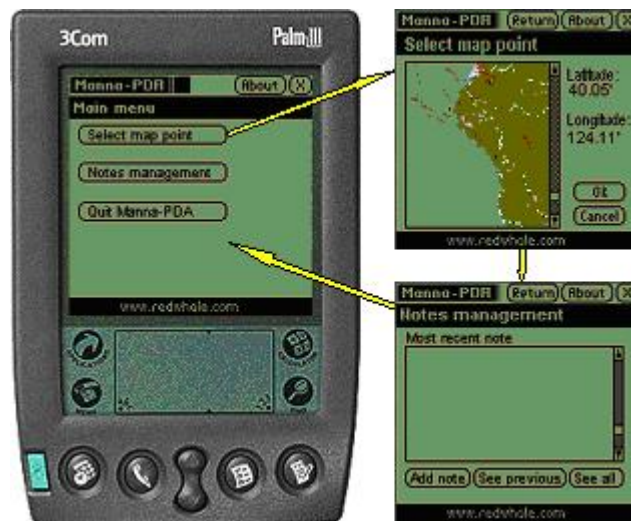 3Com
Palm III
Manna-PDA
About
X
Main menu
Select map point
Notes management
Quit Manna-PDA
www.redwhale.com
Manna-PDA
Return
About
X
Select map point
Latitude:
40.05°
Longitude:
124.11°
OK
Cancel
www.redwhale.com
Manna-PDA
Return
About
X
Notes management
Most recent note
Add note
See previous
See all
www.redwhale.com